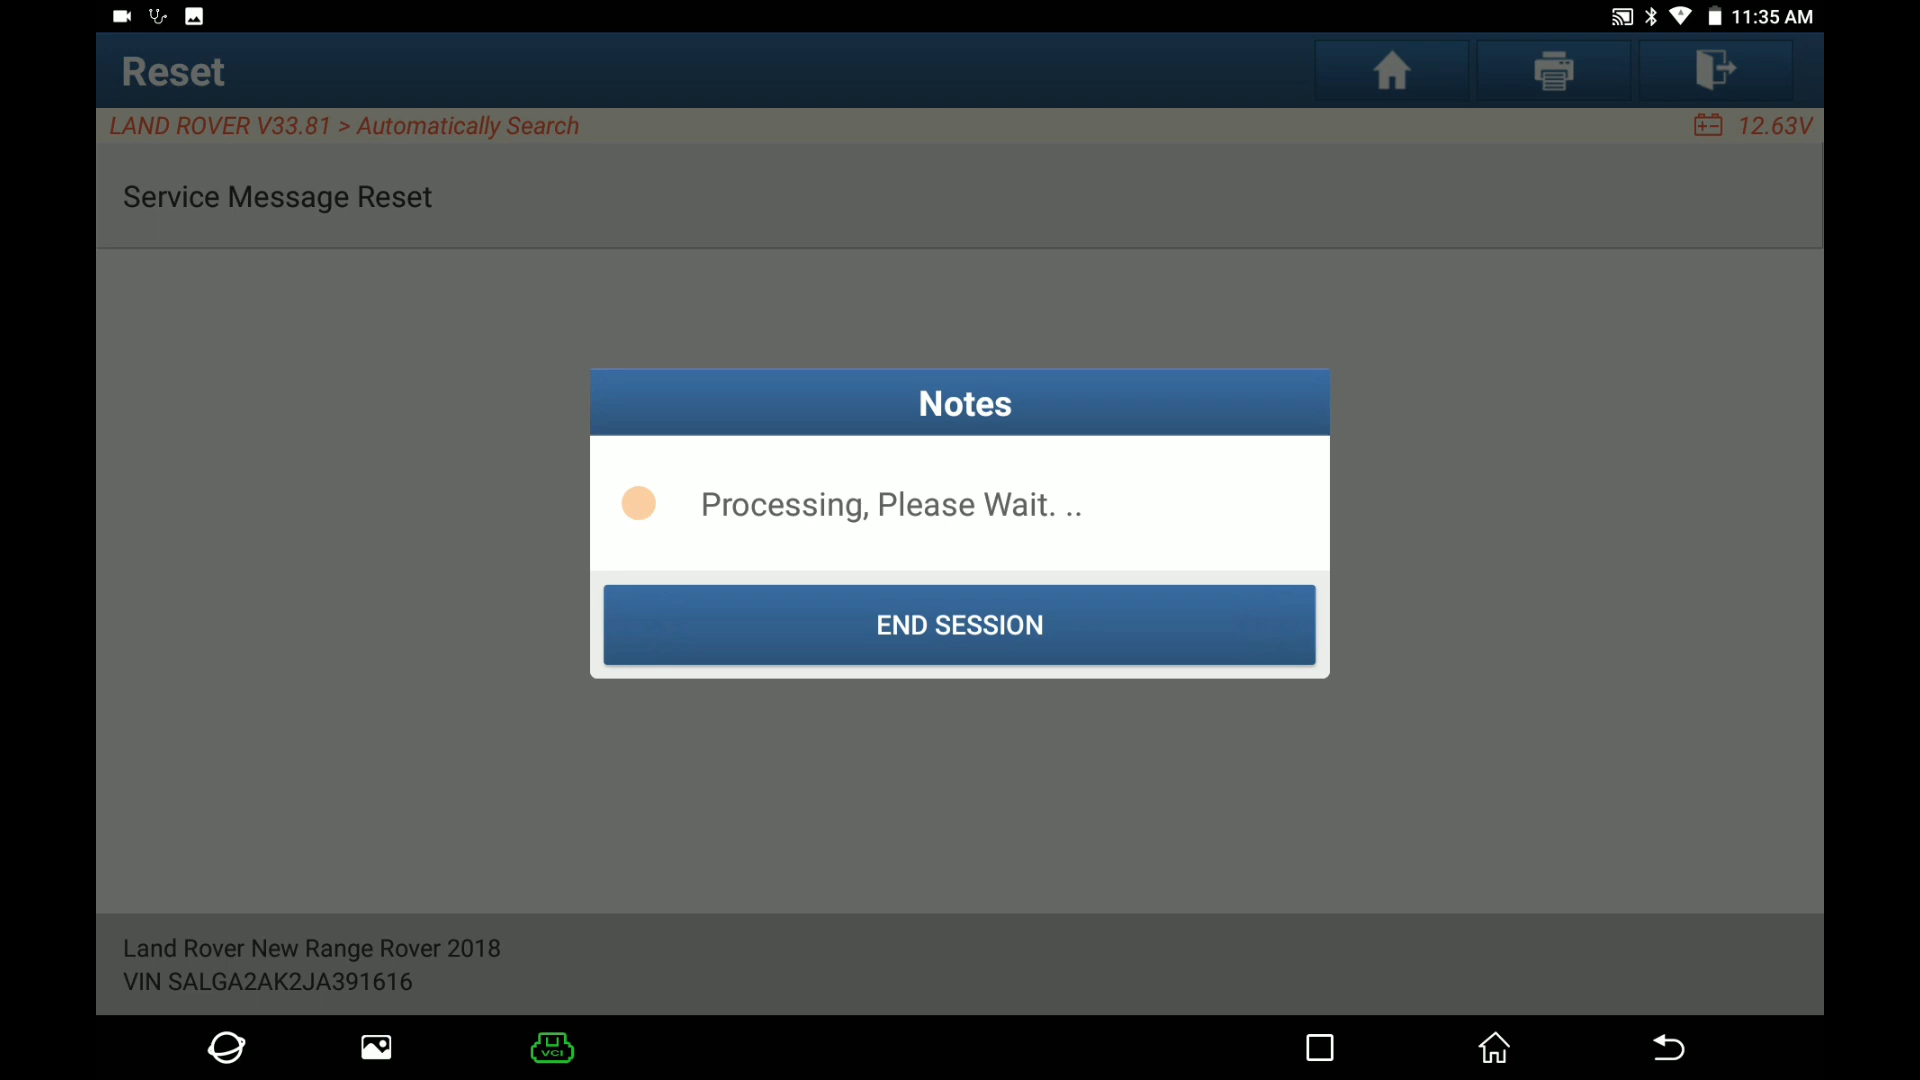 11:35 AM
Reset
LAND ROVER V33.81 > Automatically Search
12.63V
Service Message Reset
Notes
Processing, Please Wait. ..
END SESSION
Land Rover New Range Rover 2018
VIN SALGA2AK2JA391616
VCI